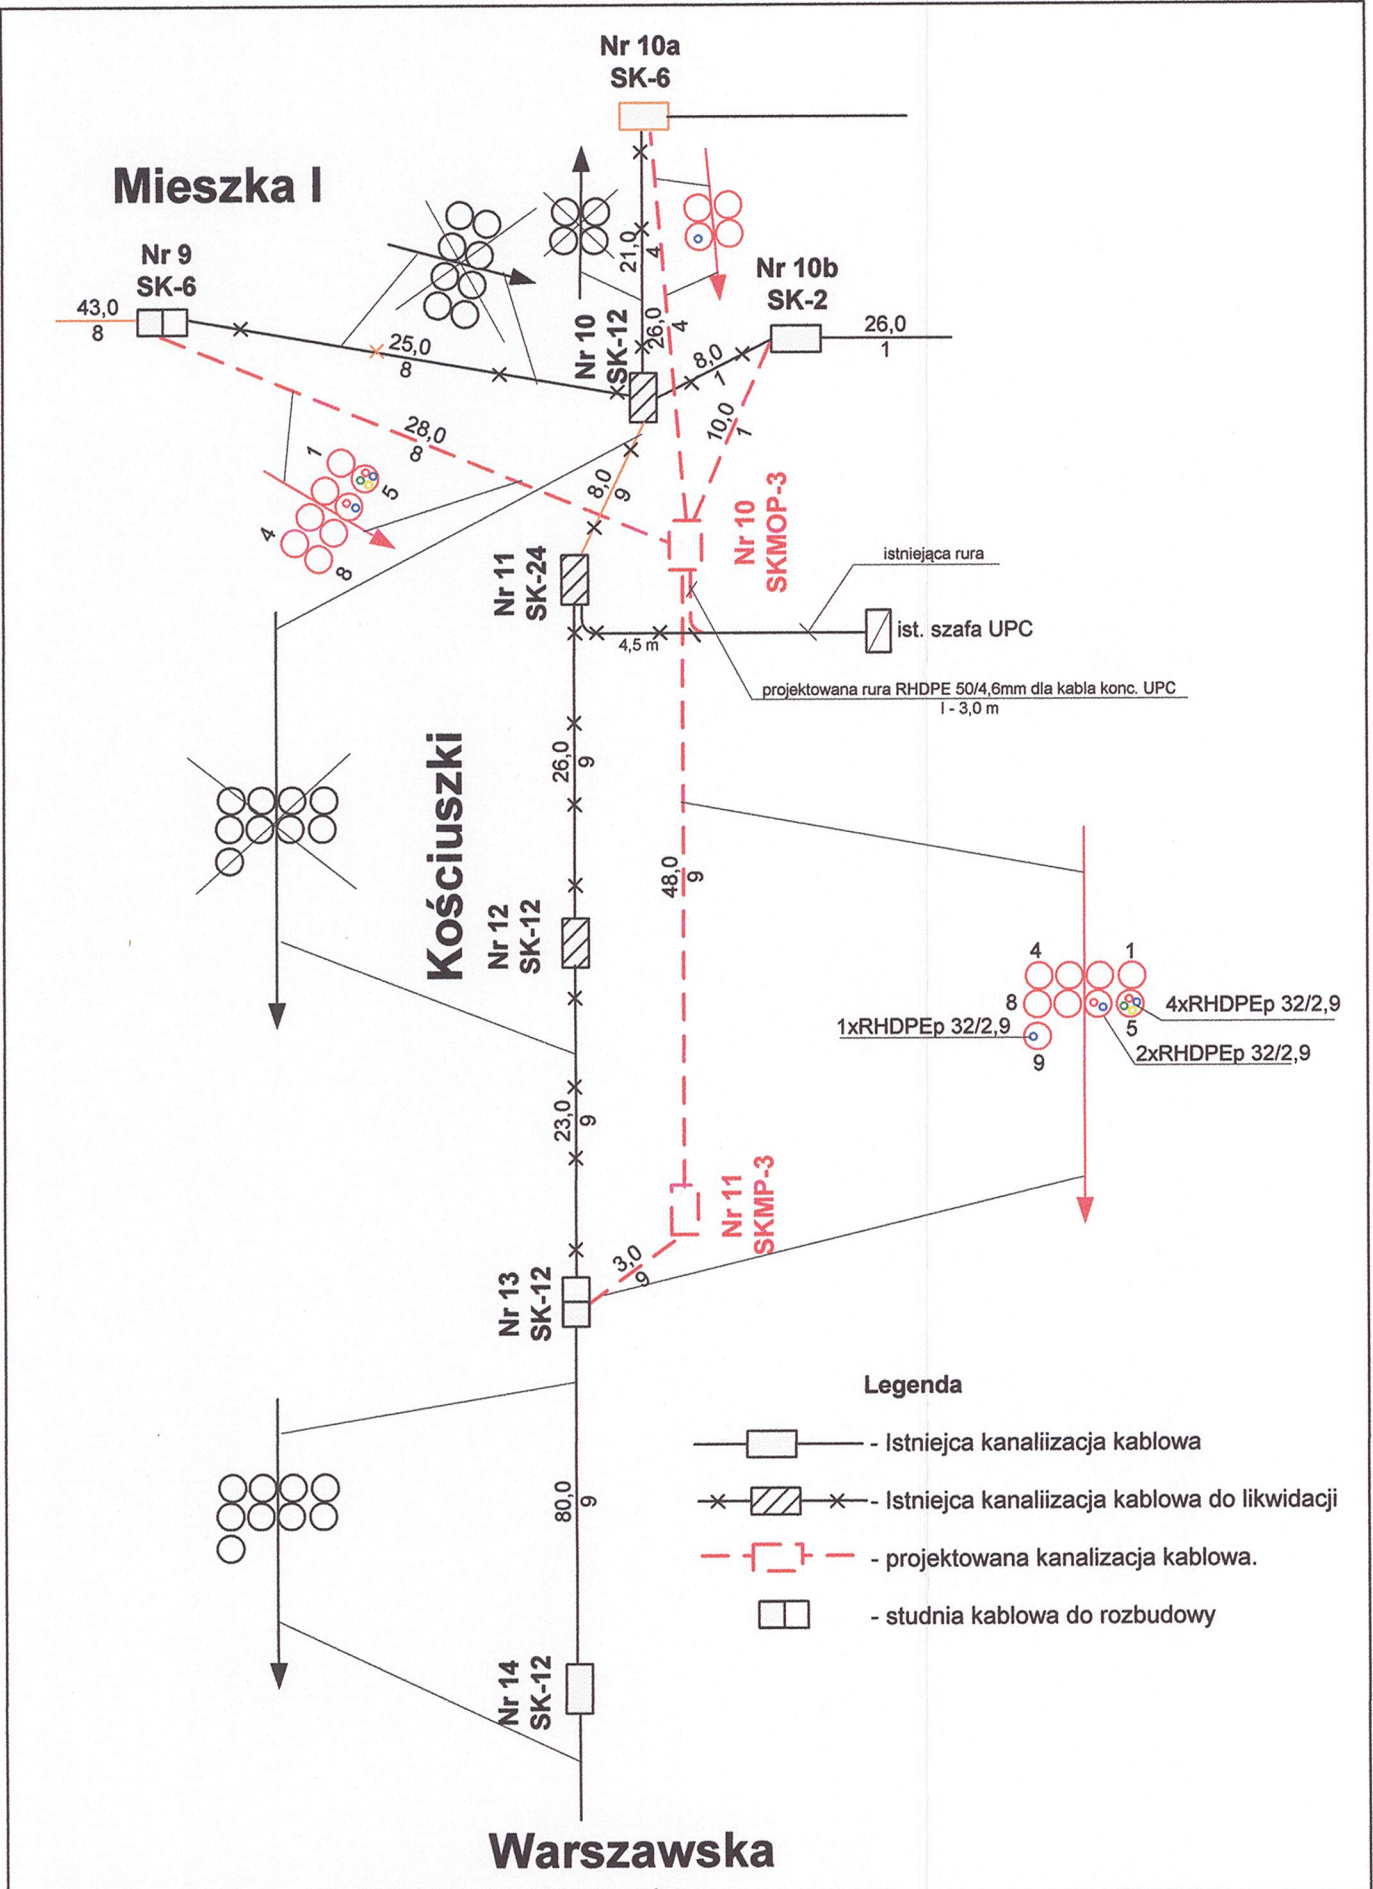 Nr 10a
SK-6
Mieszka I
Nr 9
SK-6
43,0
8
25,0
8
21,0
4
26,0
4
Nr 10
SK-12
Nr 10b
SK-2
26,0
1
8,0
1
10,0
1
28,0
8
1
5
4
8
8,0
9
Nr 10
SKMOP-3
Nr 11
SK-24
istniejąca rura
ist. szafa UPC
4,5 m
projektowana rura RHDPE 50/4,6mm dla kabla konc. UPC
l - 3,0 m
Kościuszki
26,0
9
48,0
9
Nr 12
SK-12
4
1
8
4xRHDPEp 32/2,9
1xRHDPEp 32/2,9
5
2xRHDPEp 32/2,9
9
23,0
9
Nr 11
SKMP-3
3,0
9
Nr 13
SK-12
Legenda
- Istniejca kanaliizacja kablowa
- Istniejca kanaliizacja kablowa do likwidacji
- projektowana kanalizacja kablowa.
- studnia kablowa do rozbudowy
80,0
9
Nr 14
SK-12
Warszawska